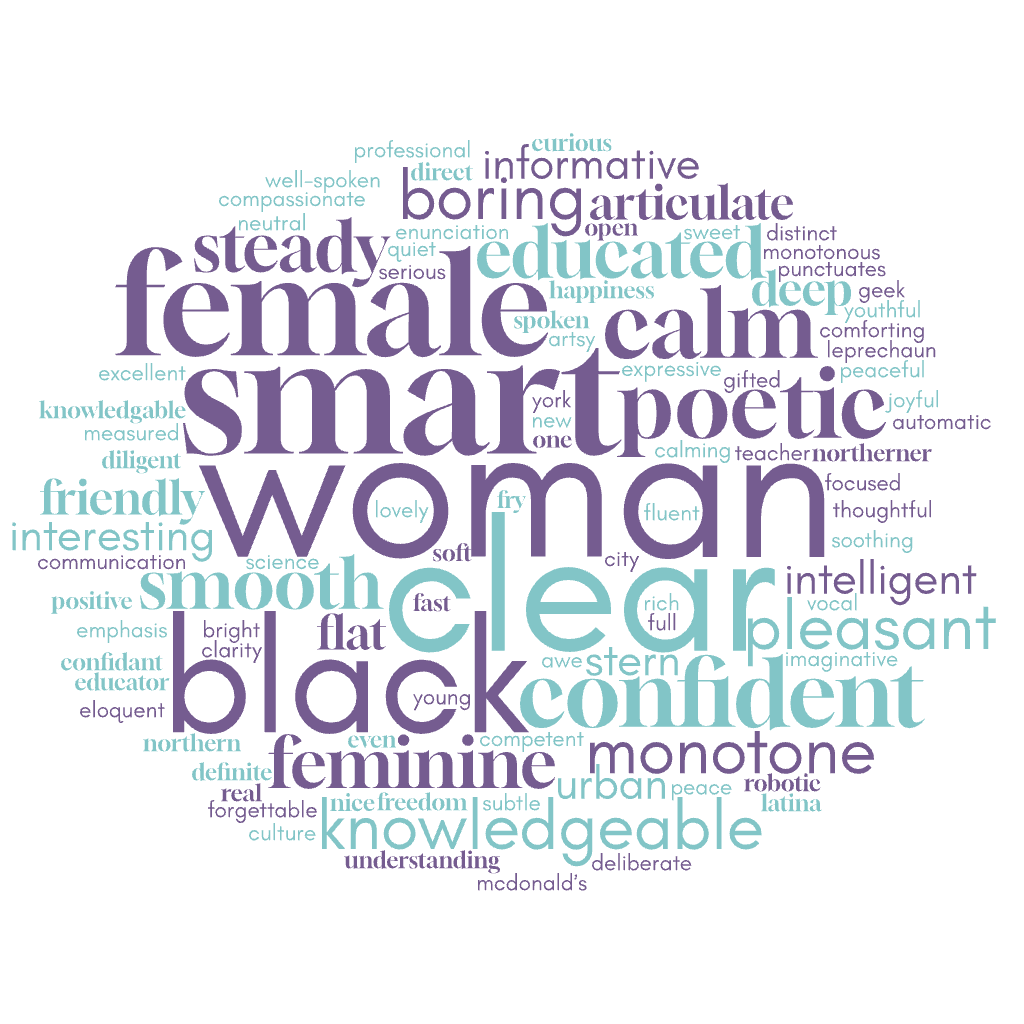 curious
professional
informative
direct
well-spoken
boring
articulate
compassionate
neutral
enunciation
open
sweet
distinct
steady
quiet
educated
monotonous
serious
punctuates
female
happiness
deep
geek
youthful
spoken
calm
comforting
artsy
leprechaun
excellent
smart
expressive
gifted
peaceful
knowledgable
york
poetic
joyful
measured
new
automatic
one
diligent
calming
teacher
northerner
woman
friendly
focused
lovely
fry
fluent
thoughtful
interesting
soothing
communication
science
soft
city
smooth
clear
intelligent
positive
fast
rich
vocal
emphasis
bright
flat
full
pleasant
clarity
confidant
black
awe
stern
imaginative
educator
young
confident
eloquent
northern
even
competent
monotone
feminine
definite
urban
peace
robotic
real
nice
freedom
subtle
latina
forgettable
culture
knowledgeable
understanding
deliberate
mcdonald's